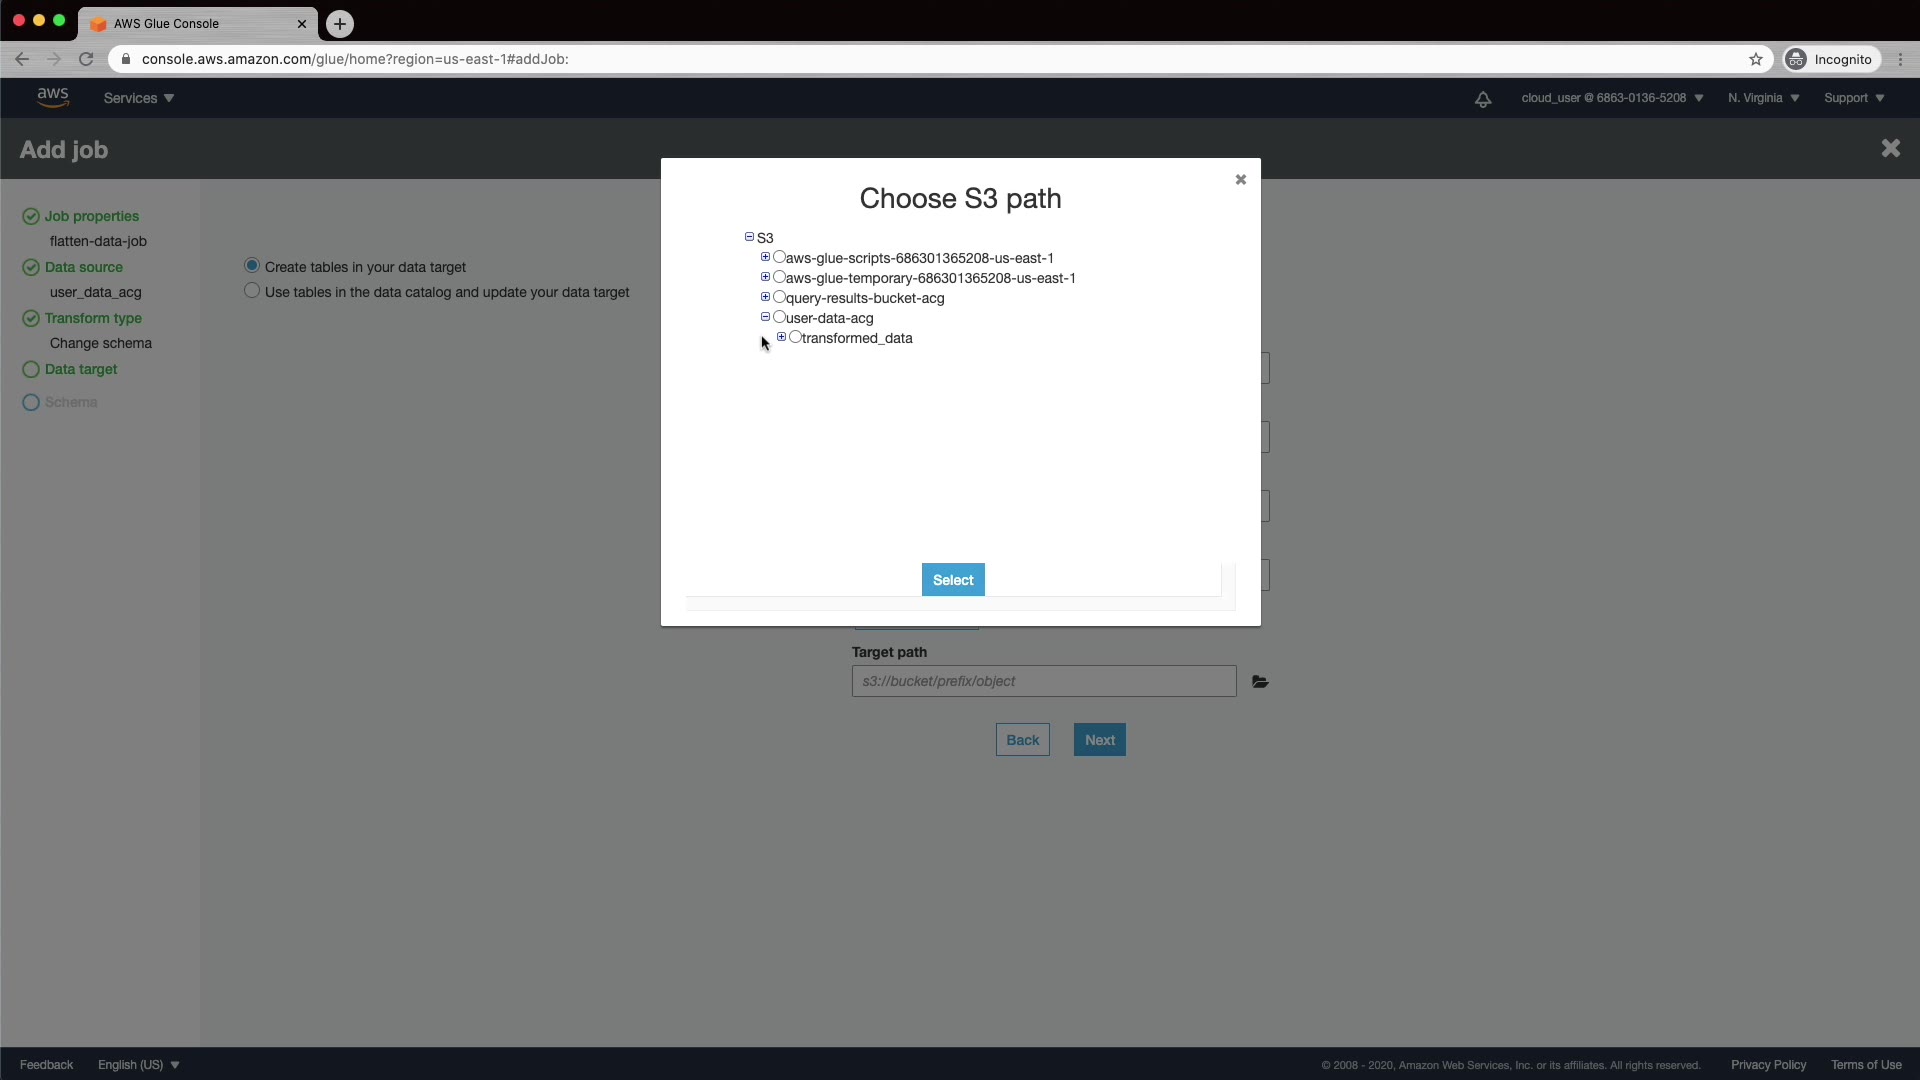 AWS Glue Console
console.aws.amazon.com/glue/home?region=us-east-1#addJob:
Incognito
aws
Services
cloud_user @ 6863-0136-5208
N. Virginia
Support
Add job
Job properties
flatten-data-job
Data source
user_data_acg
Transform type
Change schema
Data target
Schema
Create tables in your data target
Use tables in the data catalog and update your data target
Choose S3 path
S3
aws-glue-scripts-686301365208-us-east-1
aws-glue-temporary-686301365208-us-east-1
query-results-bucket-acg
user-data-acg
transformed_data
Select
Target path
s3://bucket/prefix/object
Back
Next
Feedback
English (US)
© 2008 - 2020, Amazon Web Services, Inc. or its affiliates. All rights reserved.
Privacy Policy
Terms of Use